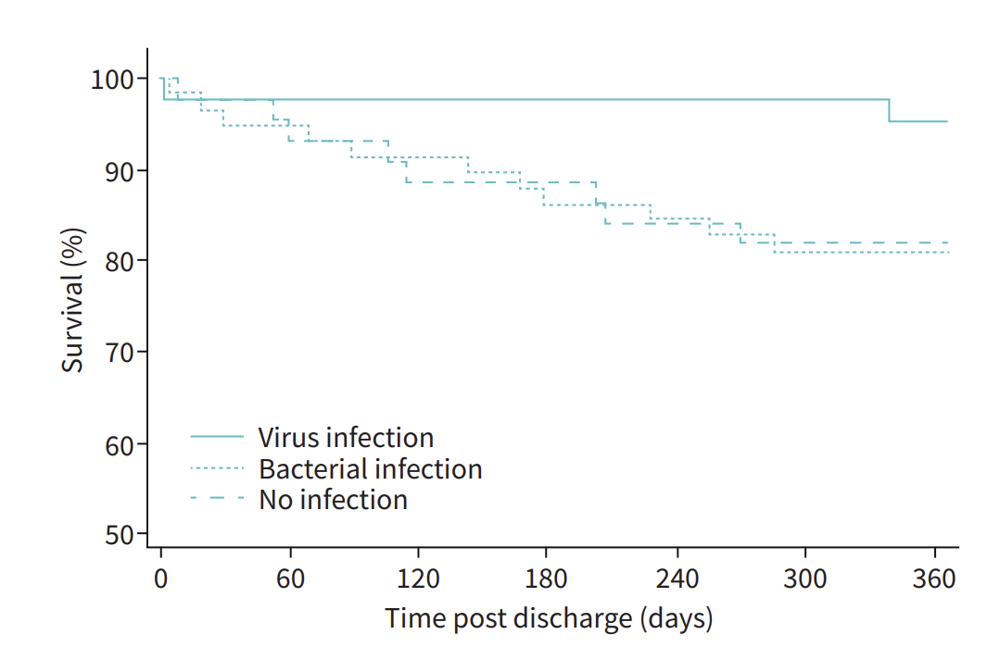 100
90
80
70
60
50
Survival (%)
Virus infection
Bacterial infection
No infection
0 60 120 180 240 300 360
Time post discharge (days)